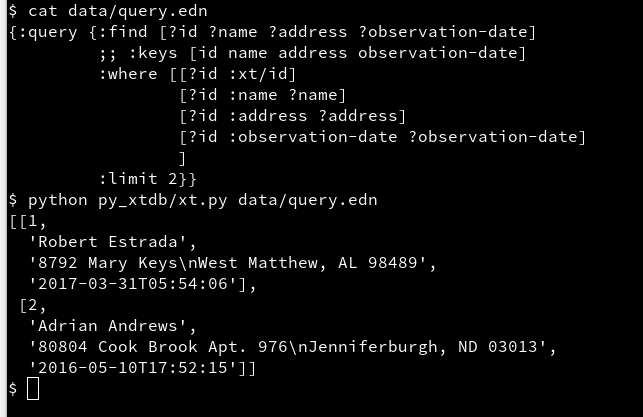 $ cat data/query.edn
{:query {:find [?id ?name ?address ?observation-date]
         ;; :keys [id name address observation-date]
         :where [[?id :xt/id]
                 [?id :name ?name]
                 [?id :address ?address]
                 [?id :observation-date ?observation-date]
                 ]
         :limit 2}}
$ python py_xtdb/xt.py data/query.edn
[[1,
  'Robert Estrada',
  '8792 Mary Keys\nWest Matthew, AL 98489',
  '2017-03-31T05:54:06'],
 [2,
  'Adrian Andrews',
  '80804 Cook Brook Apt. 976\nJenniferburgh, ND 03013',
  '2016-05-10T17:52:15']]
$